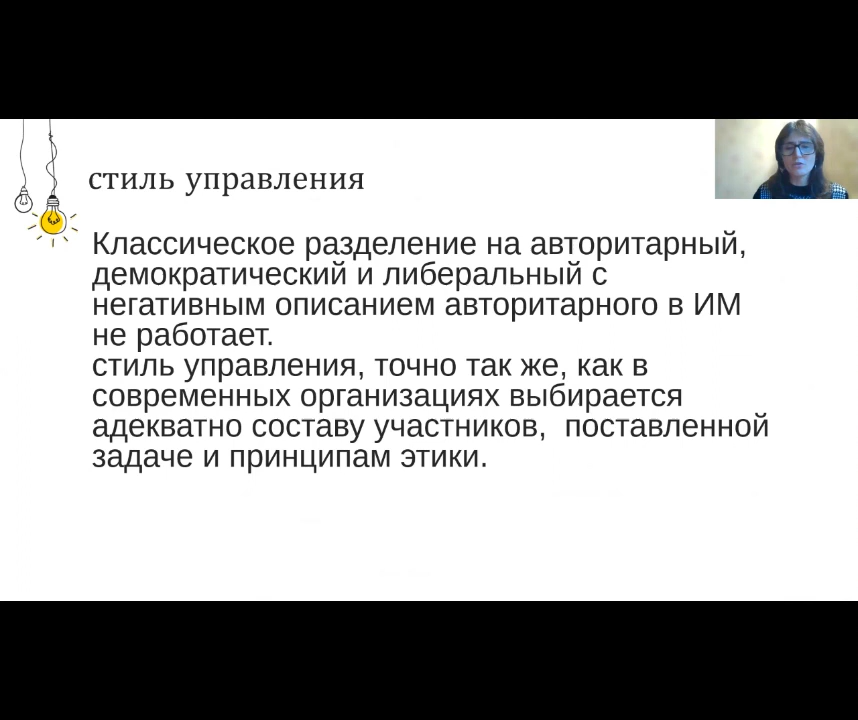 стиль управления
Классическое разделение на авторитарный,
демократический и либеральный с
негативным описанием авторитарного в ИМ
не работает.
стиль управления, точно так же, как в
современных организациях выбирается
адекватно составу участников,  поставленной
задаче и принципам этики.